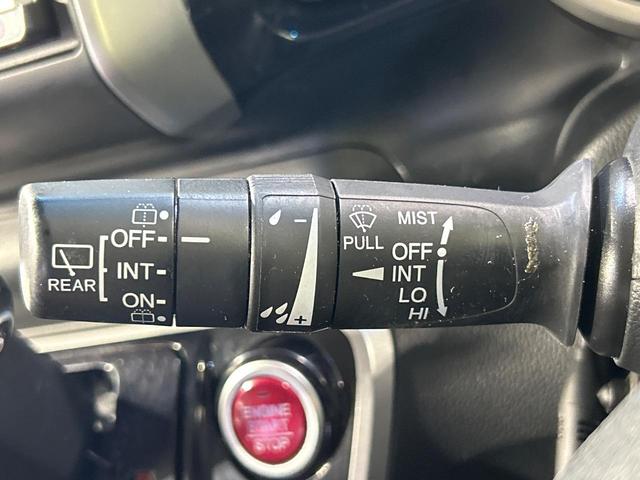 OFF
INT
REAR
ON
-
+
PULL
MIST
OFF
INT
LO
HI
ENGINE
START
STOP